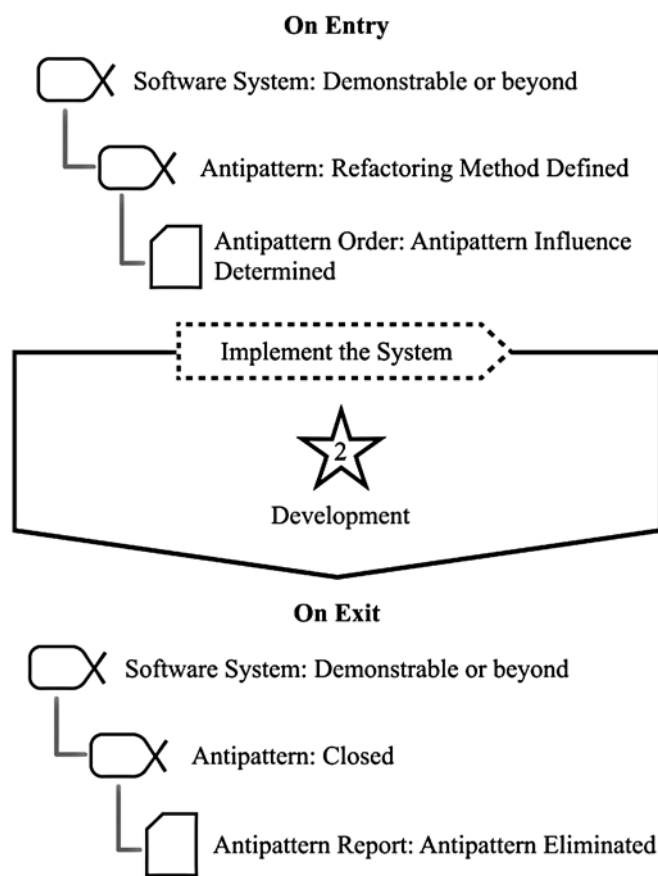 On Entry
Software System: Demonstrable or beyond
Antipattern: Refactoring Method Defined
Antipattern Order: Antipattern Influence
Determined
Implement the System
2
Development
On Exit
Software System: Demonstrable or beyond
Antipattern: Closed
Antipattern Report: Antipattern Eliminated